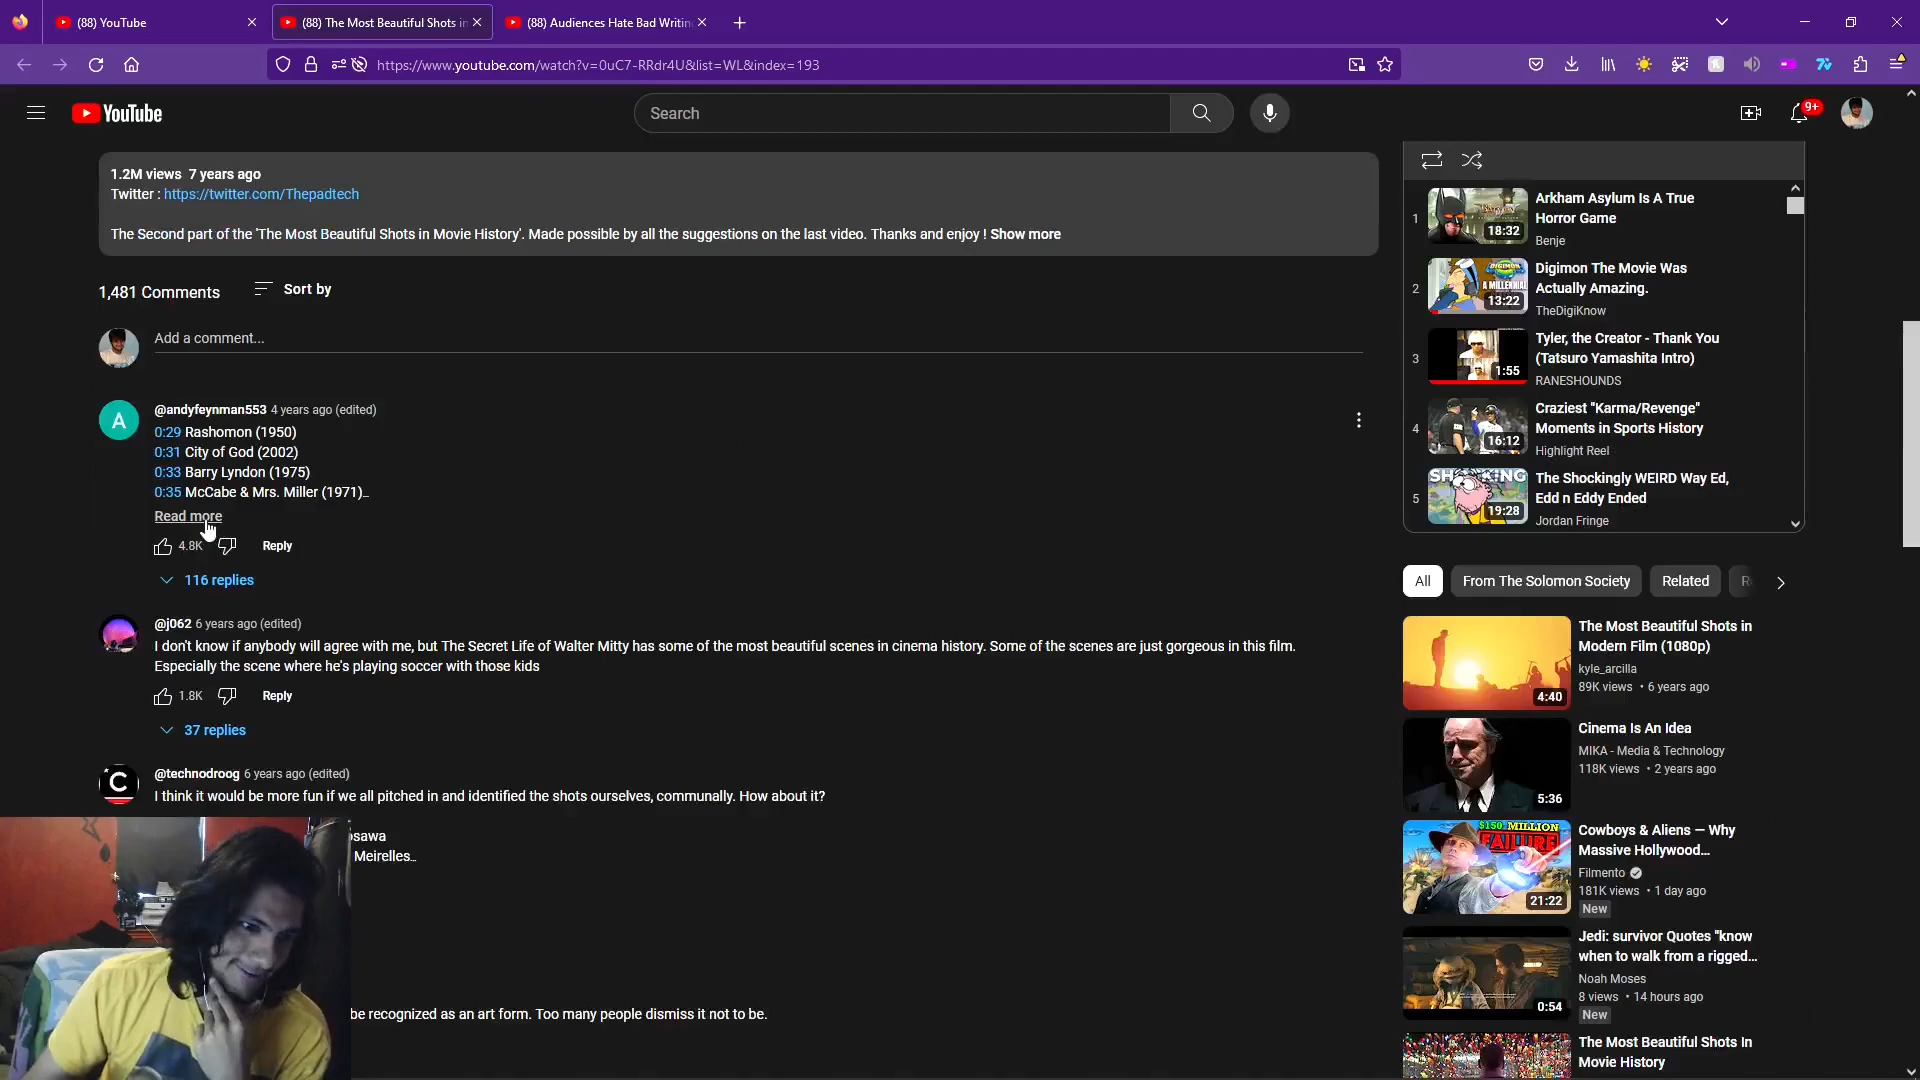 (88) YouTube
(88) The Most Beautiful Shots in
(88) Audiences Hate Bad Writin
https://www.youtube.com/watch?v=0uC7-RRdr4U&list=WL&index=193
YouTube
Search
9+
1.2M views 7 years ago
Twitter : https://twitter.com/Thepadtech
The Second part of the 'The Most Beautiful Shots in Movie History'. Made possible by all the suggestions on the last video. Thanks and enjoy ! Show more
1,481 Comments
Sort by
Add a comment...
A
@andyfeynman553 4 years ago (edited)
0:29 Rashomon (1950)
0:31 City of God (2002)
0:33 Barry Lyndon (1975)
0:35 McCabe & Mrs. Miller (1971)...
Read more
4.8K
Reply
116 replies
@j062 6 years ago (edited)
I don't know if anybody will agree with me, but The Secret Life of Walter Mitty has some of the most beautiful scenes in cinema history. Some of the scenes are just gorgeous in this film.
Especially the scene where he's playing soccer with those kids
1.8K
Reply
37 replies
C
@technodroog 6 years ago (edited)
I think it would be more fun if we all pitched in and identified the shots ourselves, communally. How about it?
osawa
Meirelles...
be recognized as an art form. Too many people dismiss it not to be.
1
18:32
Arkham Asylum Is A True
Horror Game
Benje
2
DIGIMON
A MILLENNIAL
13:22
Digimon The Movie Was
Actually Amazing.
TheDigiKnow
3
1:55
Tyler, the Creator - Thank You
(Tatsuro Yamashita Intro)
RANESHOUNDS
4
16:12
Craziest "Karma/Revenge"
Moments in Sports History
Highlight Reel
5
SHOCKING
19:28
The Shockingly WEIRD Way Ed,
Edd n Eddy Ended
Jordan Fringe
All
From The Solomon Society
Related
4:40
The Most Beautiful Shots in
Modern Film (1080p)
kyle_arcilla
89K views • 6 years ago
5:36
Cinema Is An Idea
MIKA - Media & Technology
118K views • 2 years ago
$150 MILLION
FAILURE
21:22
Cowboys & Aliens — Why
Massive Hollywood...
Filmento
181K views • 1 day ago
New
0:54
Jedi: survivor Quotes "know
when to walk from a rigged...
Noah Moses
8 views • 14 hours ago
New
The Most Beautiful Shots In
Movie History